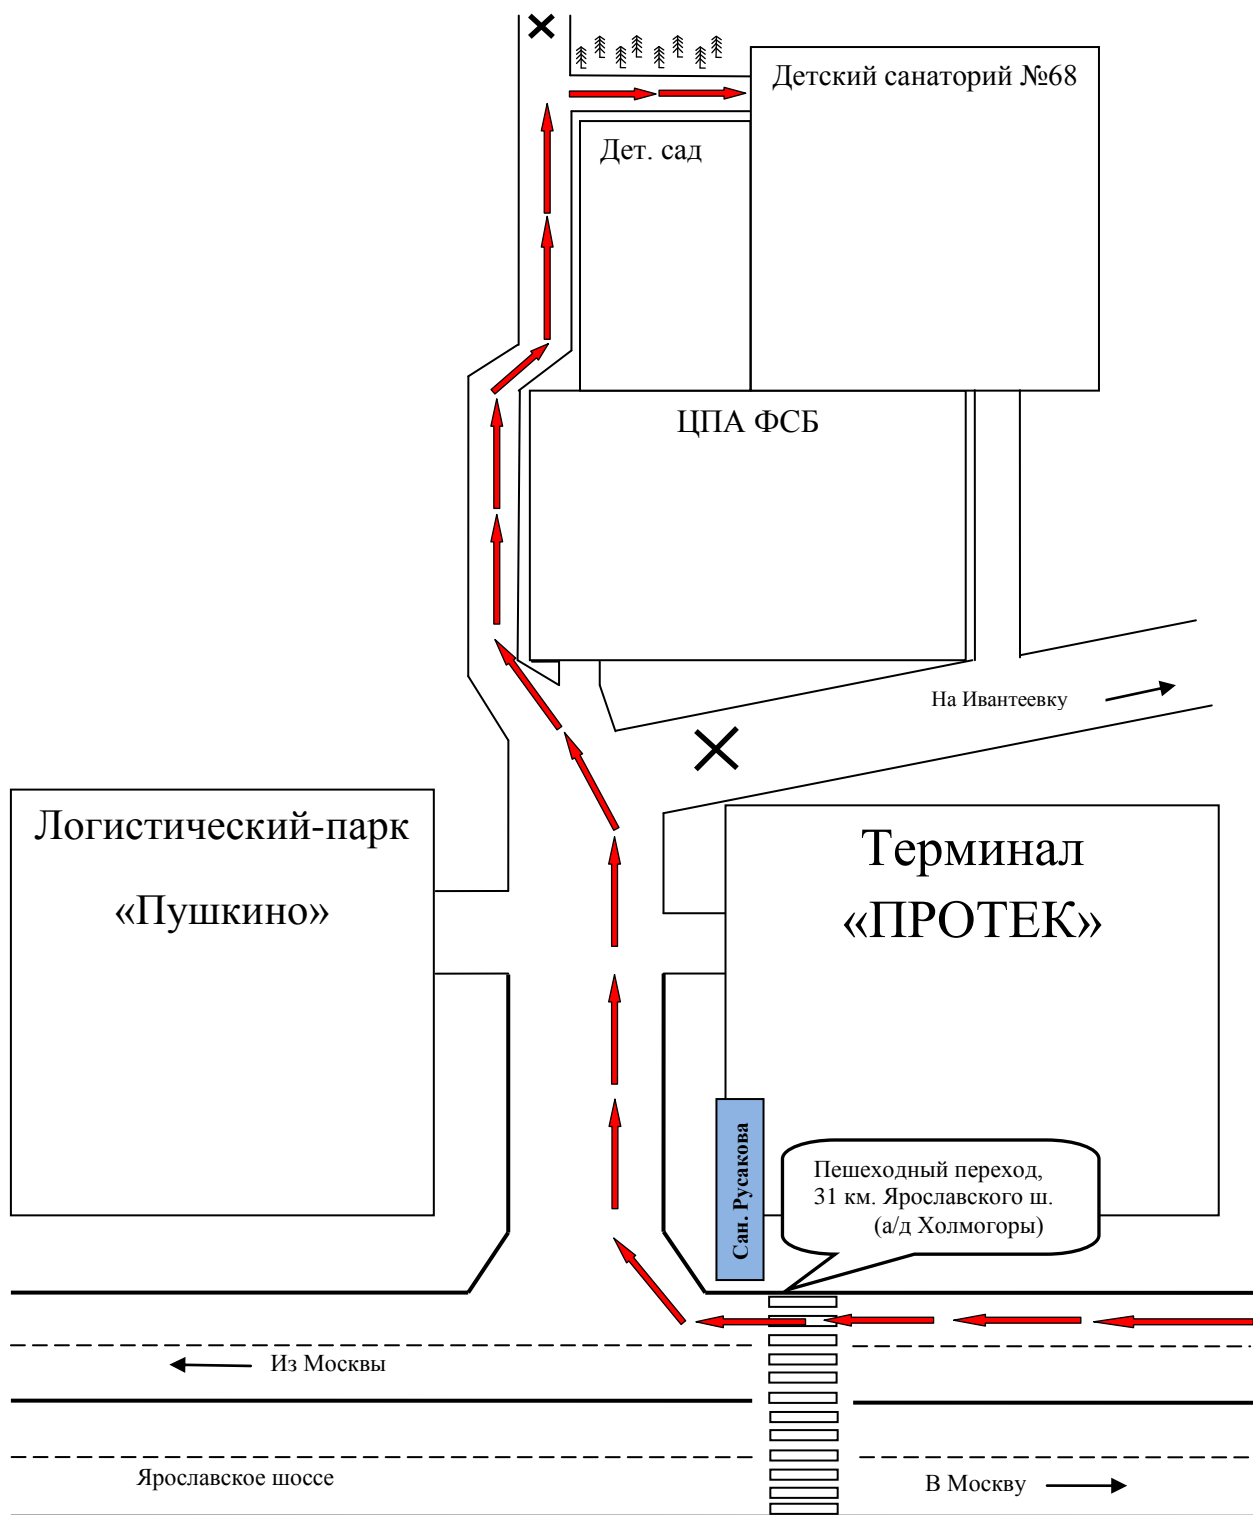 Детский санаторий №68
Дет. сад
ЦПА ФСБ
На Ивантеевку
Логистический-парк
«Пушкино»
Терминал
«ПРОТЕК»
Сан. Русакова
Пешеходный переход,
31 км. Ярославского ш.
(а/д Холмогоры)
Из Москвы
Ярославское шоссе
В Москву